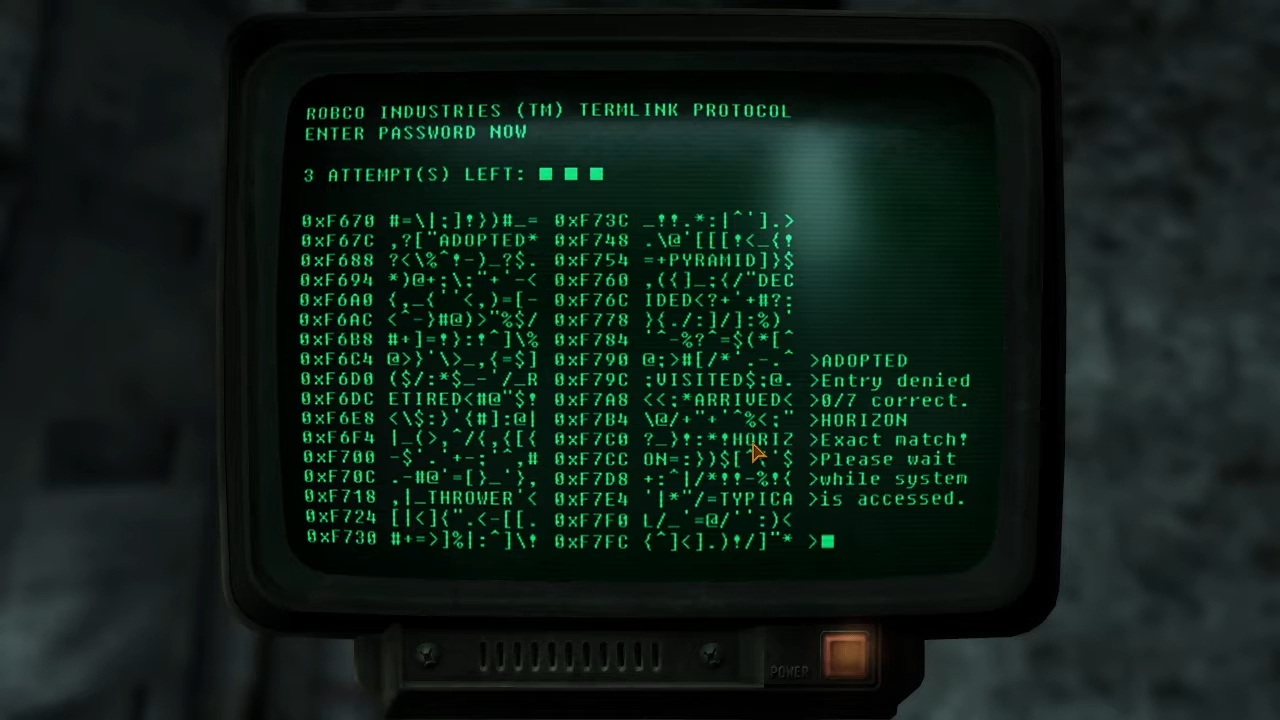 ROBCO INDUSTRIES (TM) TERMLINK PROTOCOL
ENTER PASSWORD NOW
3 ATTEMPT(S) LEFT: ■ ■ ■
0xF670 #=\|;]!})#_= 0xF73C _!!.*:|^'].>
0xF67C ,?["ADOPTED* 0xF748 .\@'[[[!<_{!
0xF688 ?<\%^!-)_?$. 0xF754 =+PYRAMID]}$
0xF694 *)@+;\:"+'-< 0xF760 ,({]_;{/"DEC
0xF6A0 {,_{''<,)=[- 0xF76C IDED<?+'+#?:
0xF6AC <^-}#@)>"%$/ 0xF778 }{./:]/]:%)'
0xF6B8 #+]=!}:!^]\% 0xF784 '^-%?^=$(*[^
0xF6C4 @>}'\>_,{=$] 0xF790 @;>#[/*'.-.^ >ADOPTED
0xF6D0 ($/:*$_-'/_R 0xF79C :VISITED$;@. >Entry denied
0xF6DC ETIRED<#@"$! 0xF7A8 <<;*ARRIVED< >0/7 correct.
0xF6E8 <\$:}'{#]:@| 0xF7B4 \@/+"+'^%<;" >HORIZON
0xF6F4 |_(>,^/{,{[{ 0xF7C0 ?_}!:*!HORIZ >Exact match!
0xF700 -$'.'+-;'^,# 0xF7CC ON=:})$[^\'$ >Please wait
0xF70C .-#@'=[}_'}, 0xF7D8 +:^|/*!!-%!{ >while system
0xF718 ,|_THROWER'< 0xF7E4 '|*"/=TYPICA >is accessed.
0xF724 [|<]{".<-[[. 0xF7F0 L/_'=@/'':)<
0xF730 #+=>]%|:^]\! 0xF7FC {^]<].)!/]"* >■
POWER